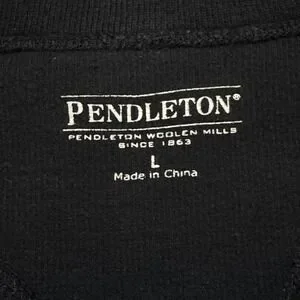 PENDLETON®
PENDLETON WOOLEN MILLS
SINCE 1863
L
Made in China